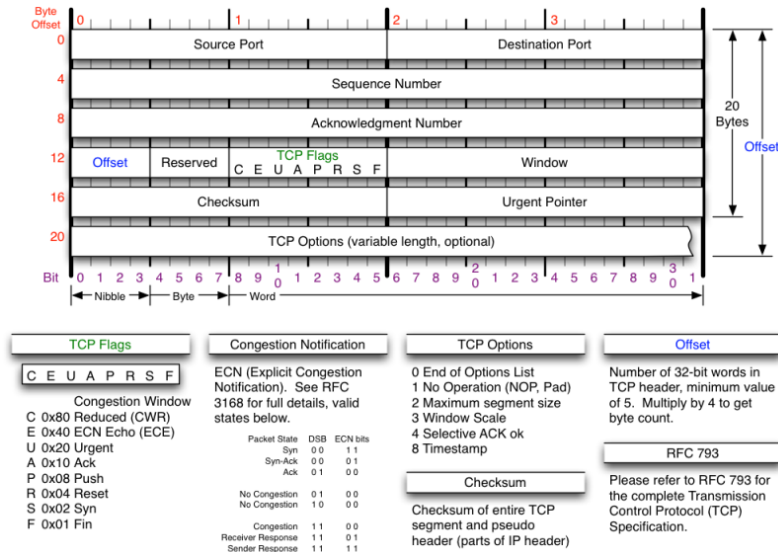 Byte
Offset
0 1 2 3
0 Source Port Destination Port
4 Sequence Number
20
Bytes
8 Acknowledgment Number
Offset
12 Offset Reserved TCP Flags Window
C E U A P R S F
16 Checksum Urgent Pointer
20 TCP Options (variable length, optional)
Bit 0 1 2 3 4 5 6 7 8 9 10 1 2 3 4 5 6 7 8 9 20 1 2 3 4 5 6 7 8 9 30 1
Nibble Byte Word
TCP Flags
C E U A P R S F
Congestion Window
C 0x80 Reduced (CWR)
E 0x40 ECN Echo (ECE)
U 0x20 Urgent
A 0x10 Ack
P 0x08 Push
R 0x04 Reset
S 0x02 Syn
F 0x01 Fin
Congestion Notification
ECN (Explicit Congestion
Notification). See RFC
3168 for full details, valid
states below.
Packet State DSB ECN bits
Syn 0 0 1 1
Syn-Ack 0 0 0 1
Ack 0 1 0 0
No Congestion 0 1 0 0
No Congestion 1 0 0 0
Congestion 1 1 0 0
Receiver Response 1 1 0 1
Sender Response 1 1 1 1
TCP Options
0 End of Options List
1 No Operation (NOP, Pad)
2 Maximum segment size
3 Window Scale
4 Selective ACK ok
8 Timestamp
Checksum
Checksum of entire TCP
segment and pseudo
header (parts of IP header)
Offset
Number of 32-bit words in
TCP header, minimum value
of 5. Multiply by 4 to get
byte count.
RFC 793
Please refer to RFC 793 for
the complete Transmission
Control Protocol (TCP)
Specification.